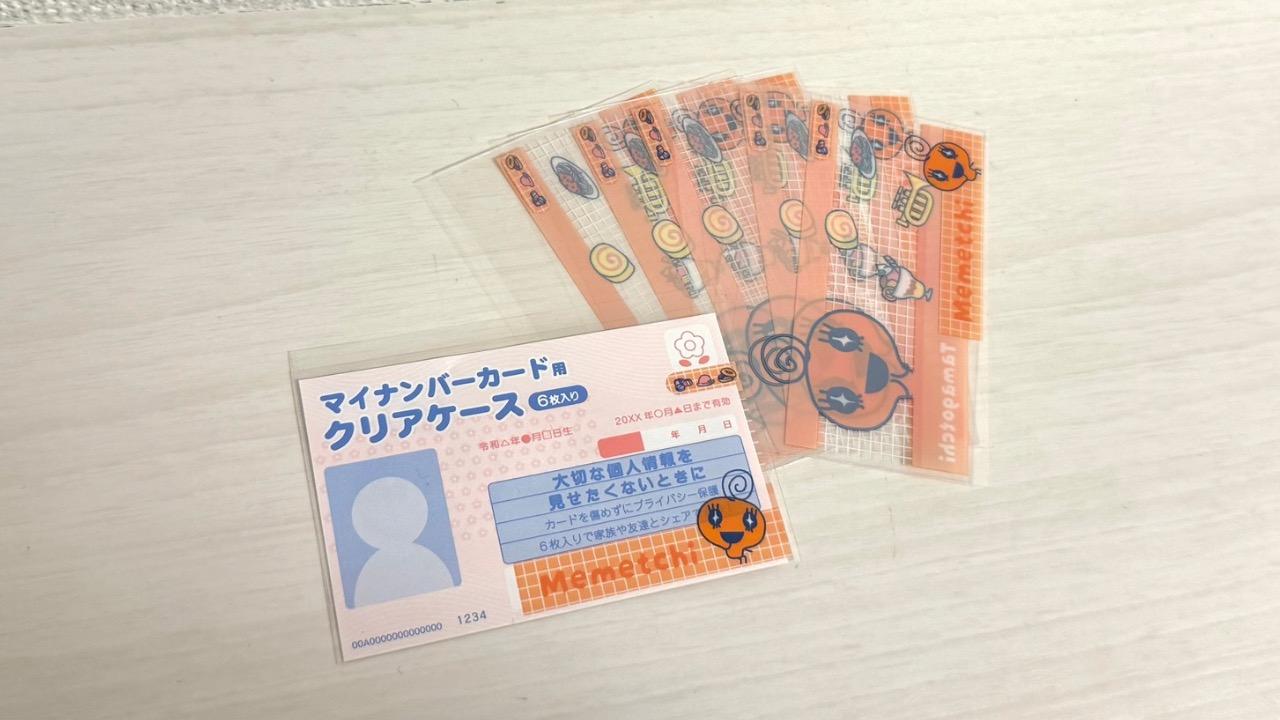 マイナンバーカード用
クリアケース 6枚入り
20XX年〇月▲日まで有効
令和△年●月□日生
年 月 日
大切な個人情報を
見せたくないときに
カードを傷めずにプライバシー保護
6枚入りで家族や友達とシェア
Memetchi
00A0000000000000 1234
Memetchi
Tamagotchi